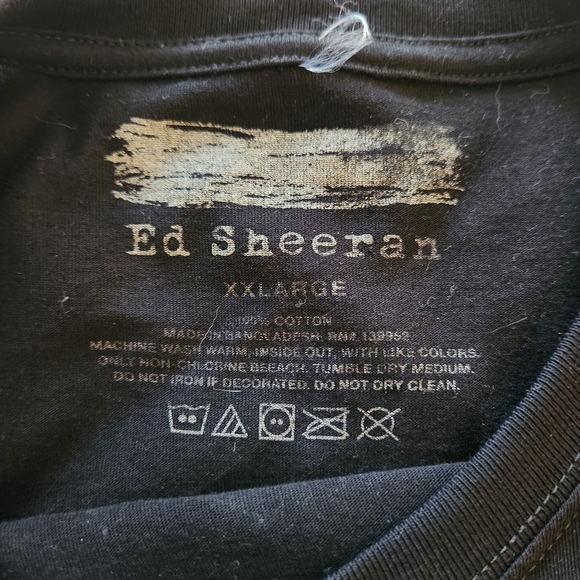 Ed Sheeran
XXLARGE
100% COTTON
MADE IN BANGLADESH. RN# 139952
MACHINE WASH WARM, INSIDE OUT, WITH LIKE COLORS.
ONLY NON-CHLORINE BLEACH. TUMBLE DRY MEDIUM.
DO NOT IRON IF DECORATED. DO NOT DRY CLEAN.